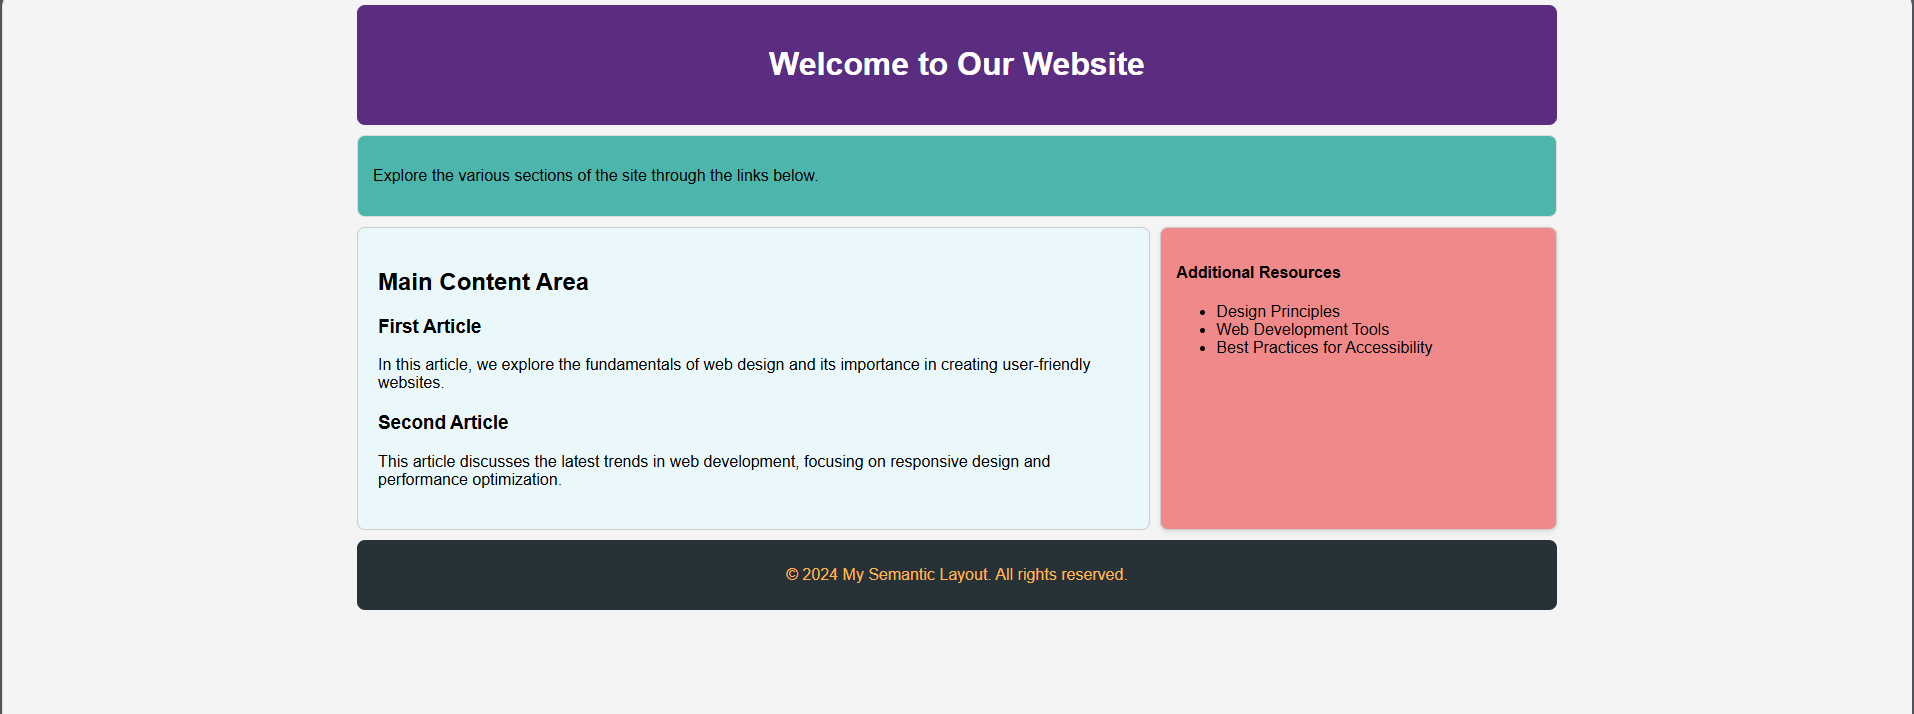 Welcome to Our Website
Explore the various sections of the site through the links below.
Main Content Area
First Article
In this article, we explore the fundamentals of web design and its importance in creating user-friendly
websites.
Second Article
This article discusses the latest trends in web development, focusing on responsive design and
performance optimization.
Additional Resources
Design Principles
Web Development Tools
Best Practices for Accessibility
© 2024 My Semantic Layout. All rights reserved.